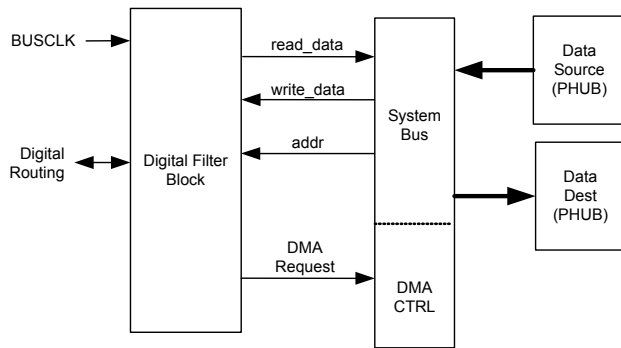 BUSCLK
Digital
Routing
Digital Filter
Block
read_data
write_data
addr
DMA
Request
System
Bus
DMA
CTRL
Data
Source
(PHUB)
Data
Dest
(PHUB)